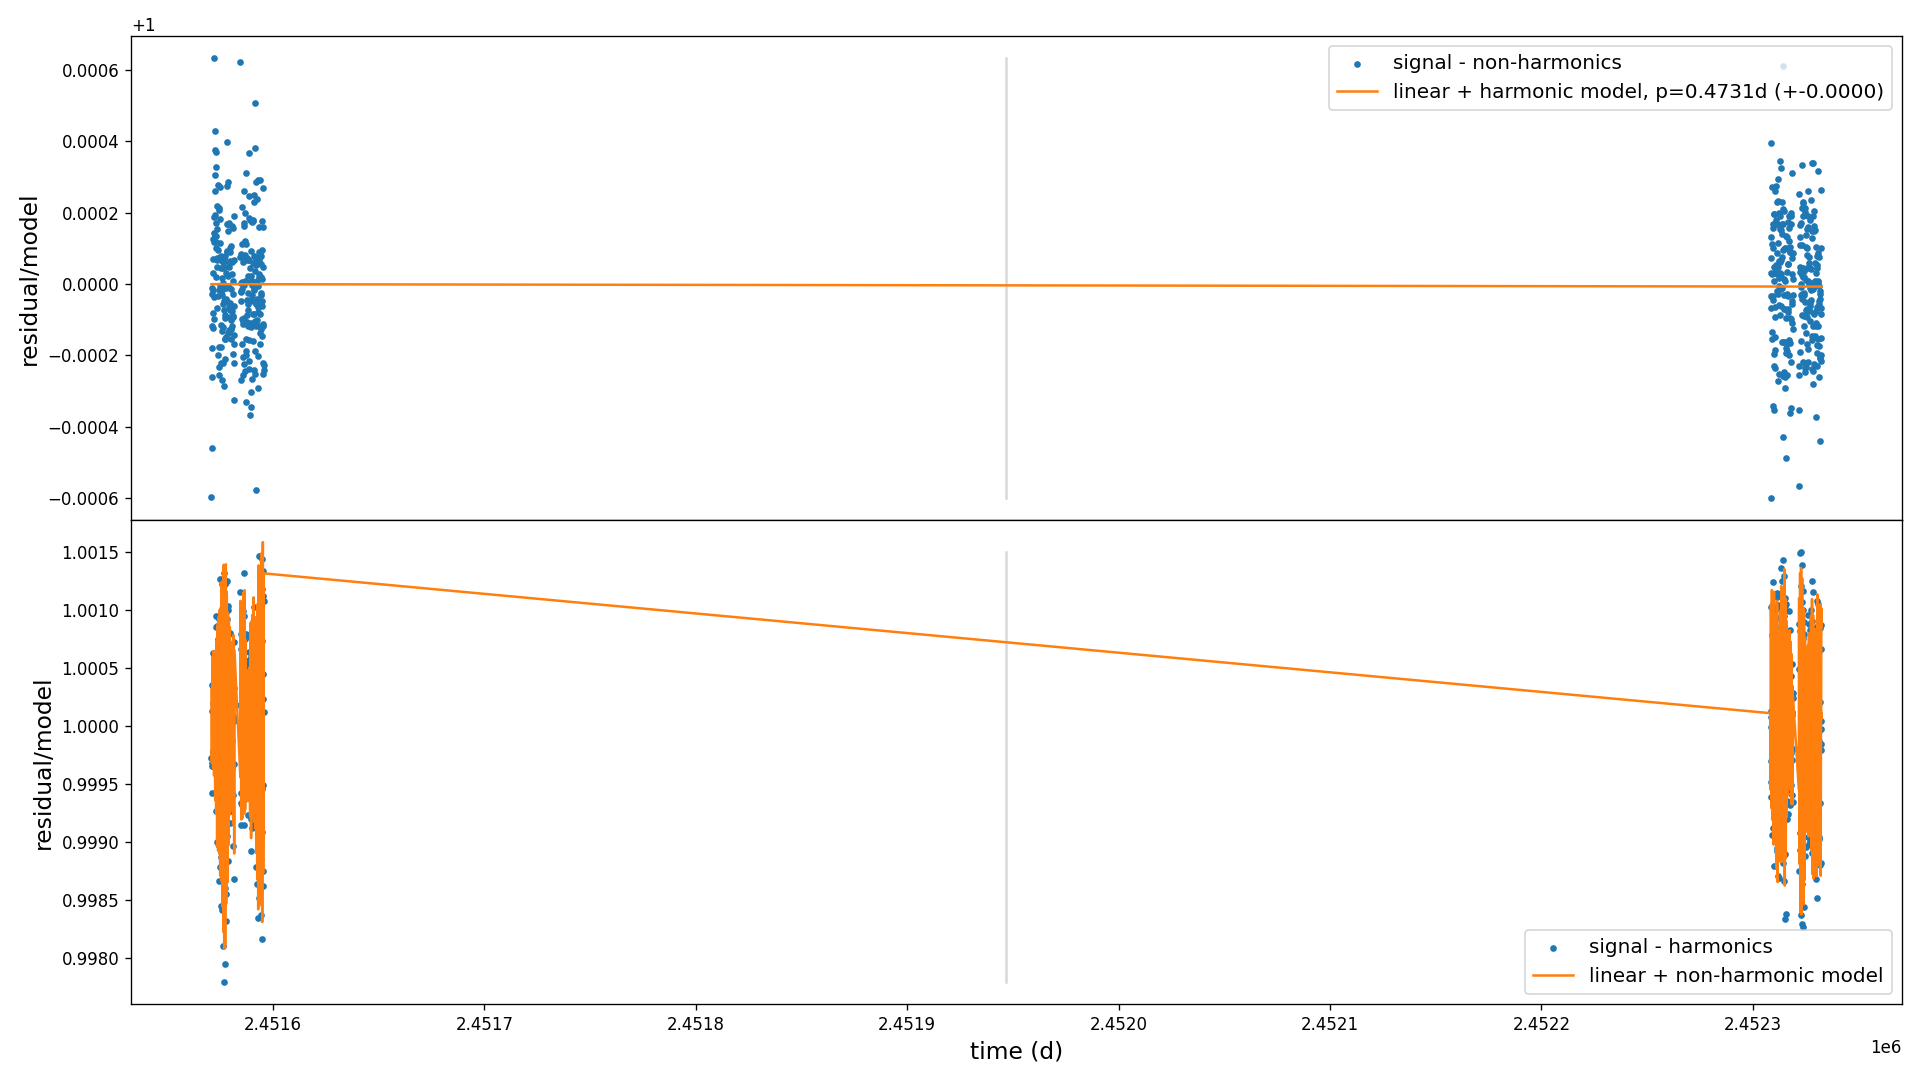 +1
0.0006
0.0004
0.0002
0.0000
−0.0002
−0.0004
−0.0006
residual/model
signal - non-harmonics
linear + harmonic model, p=0.4731d (+-0.0000)
1.0015
1.0010
1.0005
1.0000
0.9995
0.9990
0.9985
0.9980
residual/model
signal - harmonics
linear + non-harmonic model
2.4516 2.4517 2.4518 2.4519 2.4520 2.4521 2.4522 2.4523
1e6
time (d)